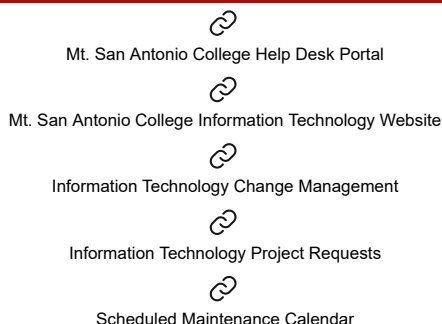 Mt. San Antonio College Help Desk Portal
Mt. San Antonio College Information Technology Website
Information Technology Change Management
Information Technology Project Requests
Scheduled Maintenance Calendar